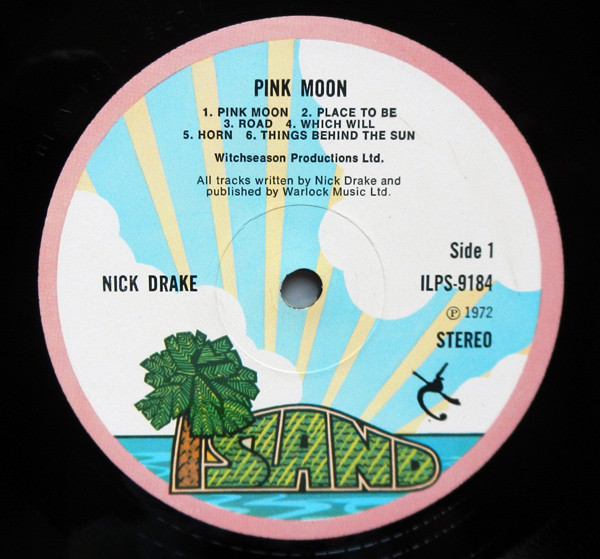 PINK MOON
1. PINK MOON 2. PLACE TO BE
3. ROAD 4. WHICH WILL
5. HORN 6. THINGS BEHIND THE SUN
Witchseason Productions Ltd.
All tracks written by Nick Drake and
published by Warlock Music Ltd.
NICK DRAKE
Side 1
ILPS-9184
Ⓟ 1972
STEREO
ISLAND